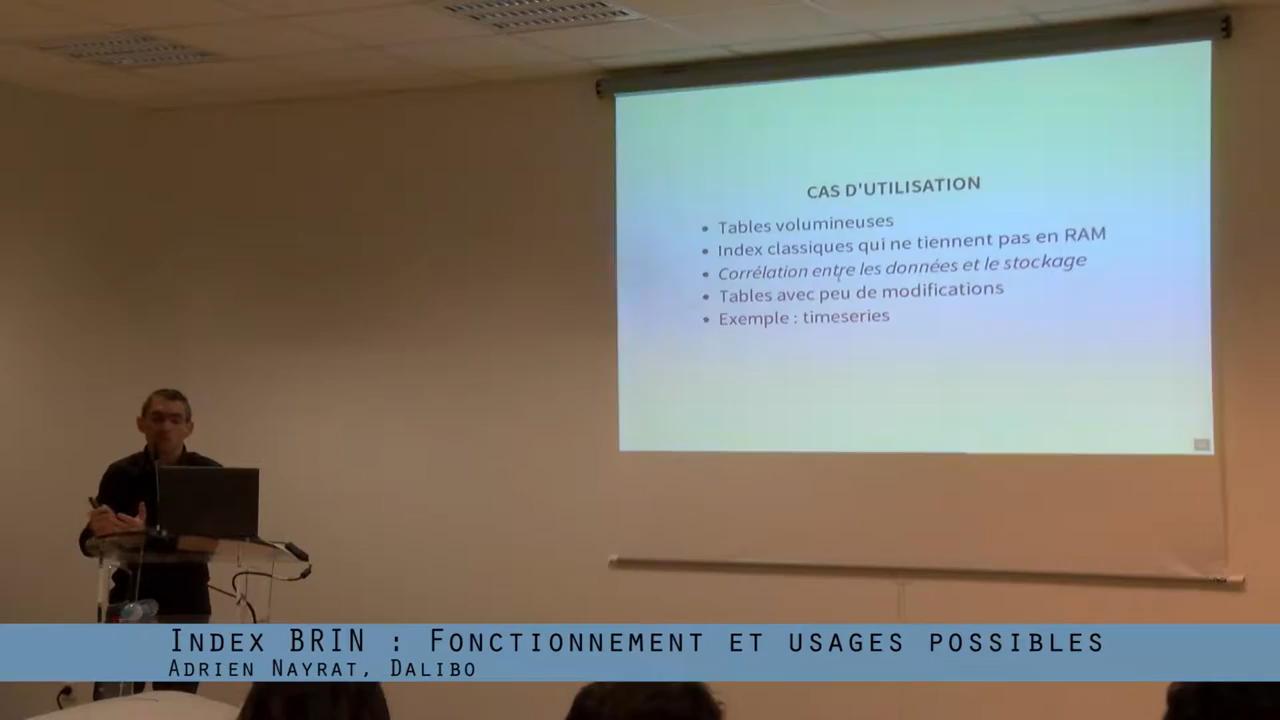 CAS D'UTILISATION
• Tables volumineuses
• Index classiques qui ne tiennent pas en RAM
• Corrélation entre les données et le stockage
• Tables avec peu de modifications
• Exemple : timeseries
Index BRIN : Fonctionnement et usages possibles
Adrien Nayrat, Dalibo